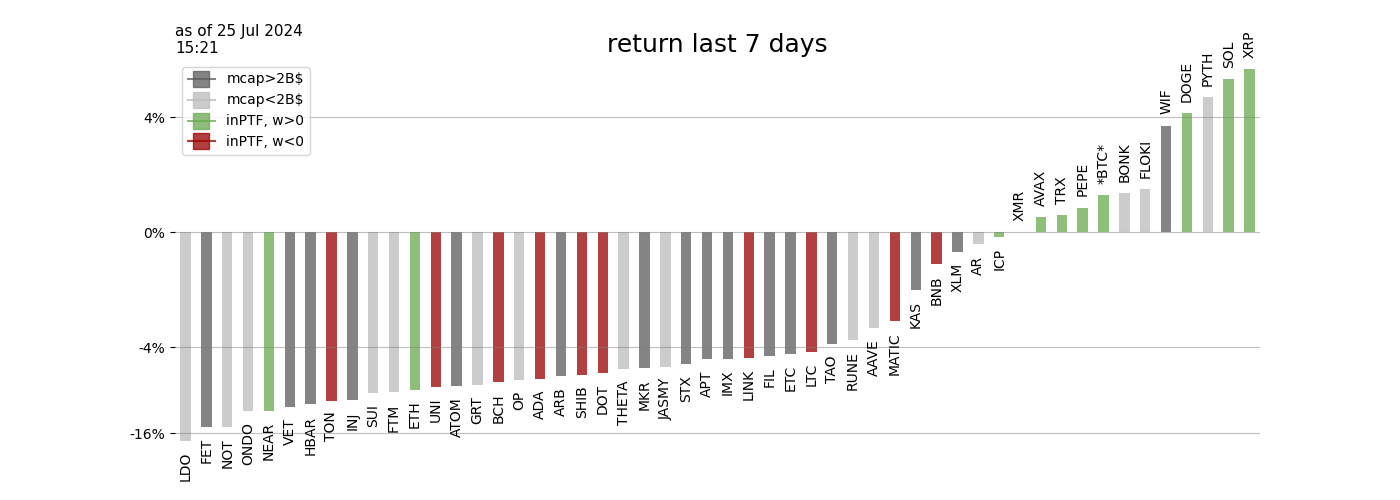 as of 25 Jul 2024
15:21
return last 7 days
mcap>2B$
mcap<2B$
inPTF, w>0
inPTF, w<0
4%
0%
-4%
-16%
LDO
FET
NOT
ONDO
NEAR
VET
HBAR
TON
INJ
SUI
FTM
ETH
UNI
ATOM
GRT
BCH
OP
ADA
ARB
SHIB
DOT
THETA
MKR
JASMY
STX
APT
IMX
LINK
FIL
ETC
LTC
TAO
RUNE
AAVE
MATIC
KAS
BNB
XLM
AR
ICP
XMR
AVAX
TRX
PEPE
*BTC*
BONK
FLOKI
WIF
DOGE
PYTH
SOL
XRP